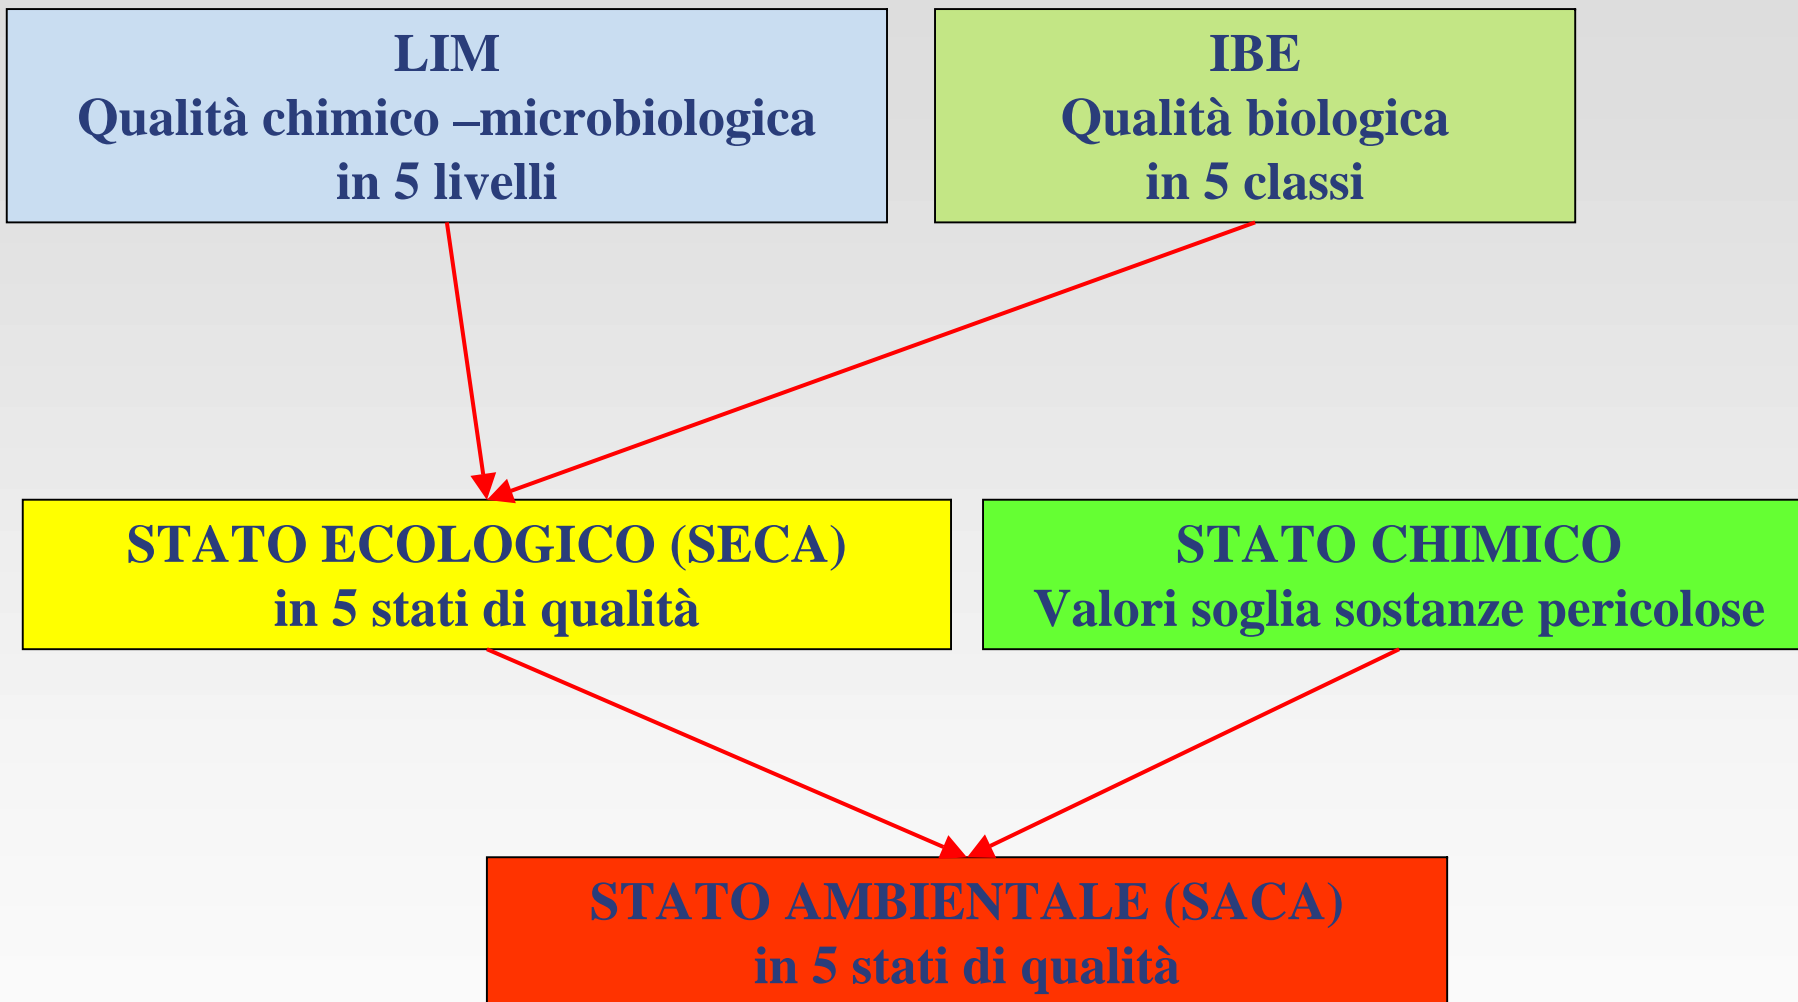 LIM
Qualità chimico –microbiologica
in 5 livelli
IBE
Qualità biologica
in 5 classi
STATO ECOLOGICO (SECA)
in 5 stati di qualità
STATO CHIMICO
Valori soglia sostanze pericolose
STATO AMBIENTALE (SACA)
in 5 stati di qualità